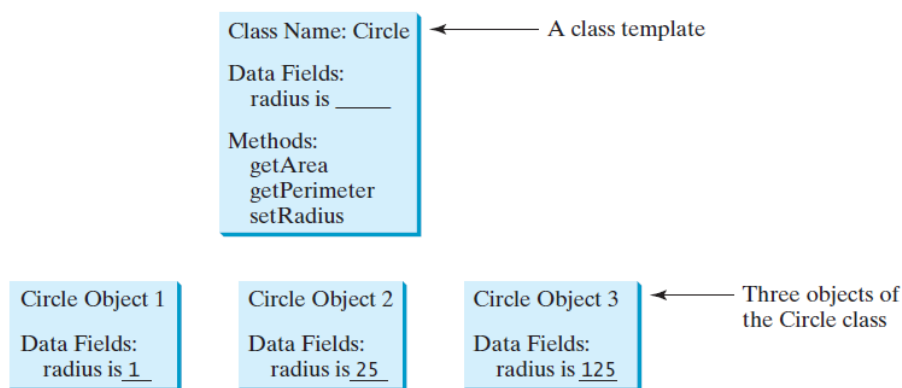 Class Name: Circle
A class template
Data Fields:
radius is _____
Methods:
getArea
getPerimeter
setRadius
Circle Object 1
Data Fields:
radius is 1
Circle Object 2
Data Fields:
radius is 25
Circle Object 3
Data Fields:
radius is 125
Three objects of
the Circle class